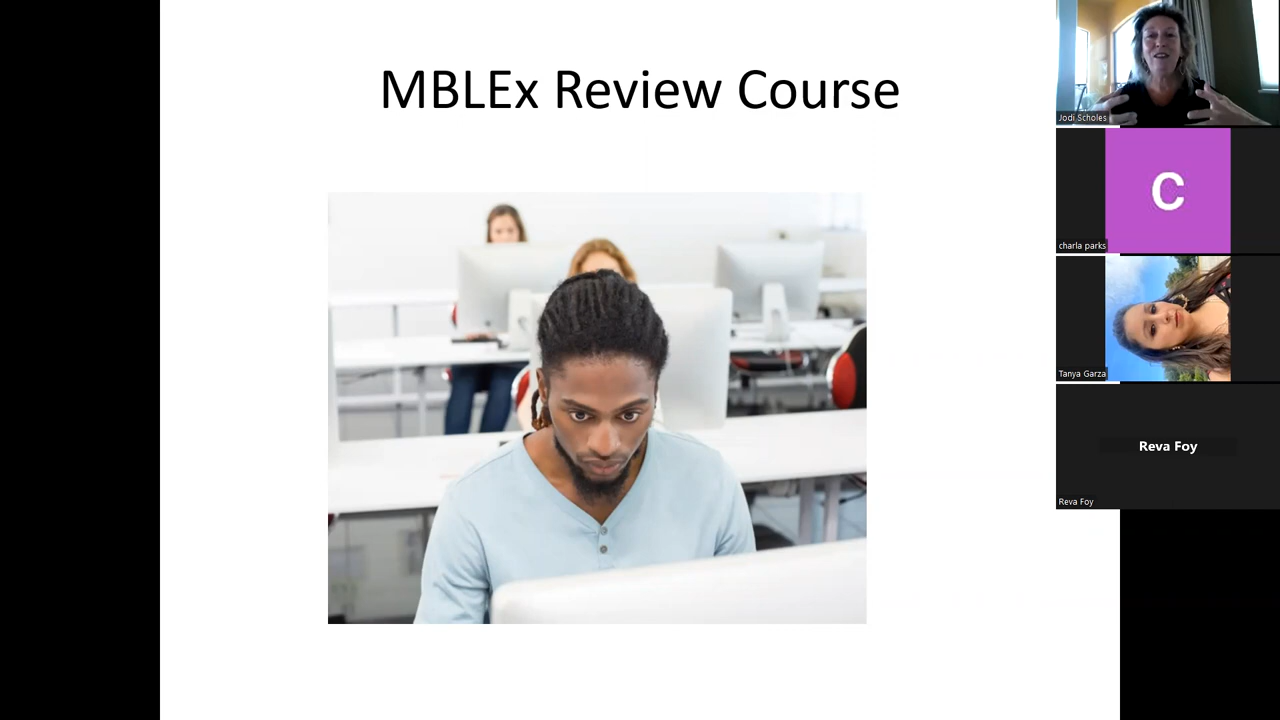 MBLEx Review Course
Jodi Scholes
C
charla parks
Tanya Garza
Reva Foy
Reva Foy